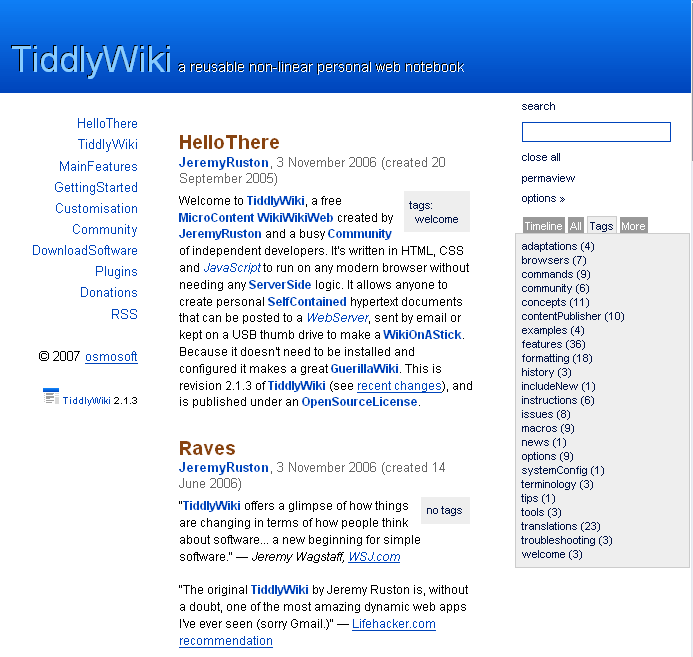 TiddlyWiki a reusable non-linear personal web notebook
HelloThere
TiddlyWiki
MainFeatures
GettingStarted
Customisation
Community
DownloadSoftware
Plugins
Donations
RSS
© 2007 osmosoft
TiddlyWiki 2.1.3
HelloThere
JeremyRuston, 3 November 2006 (created 20
September 2005)
tags:
welcome
Welcome to TiddlyWiki, a free
MicroContent WikiWikiWeb created by
JeremyRuston and a busy Community
of independent developers. It's written in HTML, CSS
and JavaScript to run on any modern browser without
needing any ServerSide logic. It allows anyone to
create personal SelfContained hypertext documents
that can be posted to a WebServer, sent by email or
kept on a USB thumb drive to make a WikiOnAStick.
Because it doesn't need to be installed and
configured it makes a great GuerillaWiki. This is
revision 2.1.3 of TiddlyWiki (see recent changes), and
is published under an OpenSourceLicense.
Raves
JeremyRuston, 3 November 2006 (created 14
June 2006)
no tags
"TiddlyWiki offers a glimpse of how things
are changing in terms of how people think
about software... a new beginning for simple
software." — Jeremy Wagstaff, WSJ.com
"The original TiddlyWiki by Jeremy Ruston is, without
a doubt, one of the most amazing dynamic web apps
I've ever seen (sorry Gmail.)" — Lifehacker.com
recommendation
search
close all
permaview
options »
Timeline All Tags More
adaptations (4)
browsers (7)
commands (9)
community (6)
concepts (11)
contentPublisher (10)
examples (4)
features (36)
formatting (18)
history (3)
includeNew (1)
instructions (6)
issues (8)
macros (9)
news (1)
options (9)
systemConfig (1)
terminology (3)
tips (1)
tools (3)
translations (23)
troubleshooting (3)
welcome (3)